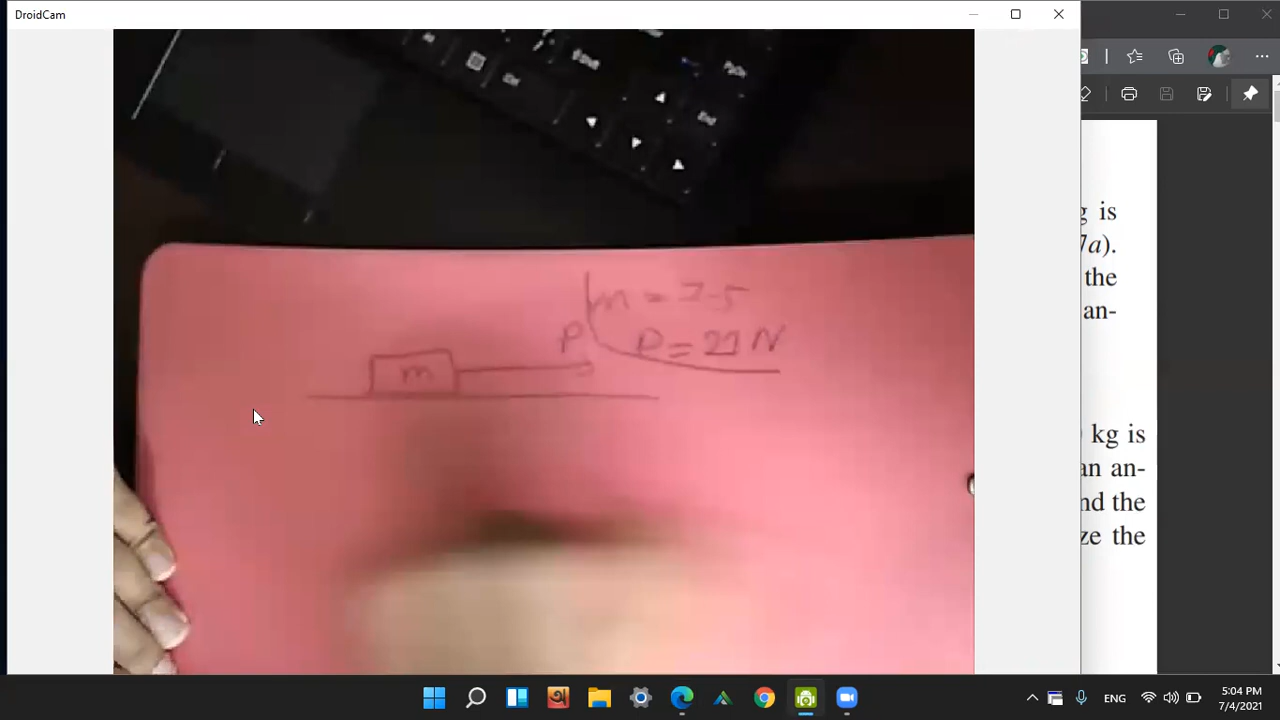 DroidCam
m = 7.5
P = 21 N
P
m
g is
7a).
the
an-
kg is
an an-
nd the
ze the
ENG
5:04 PM
7/4/2021